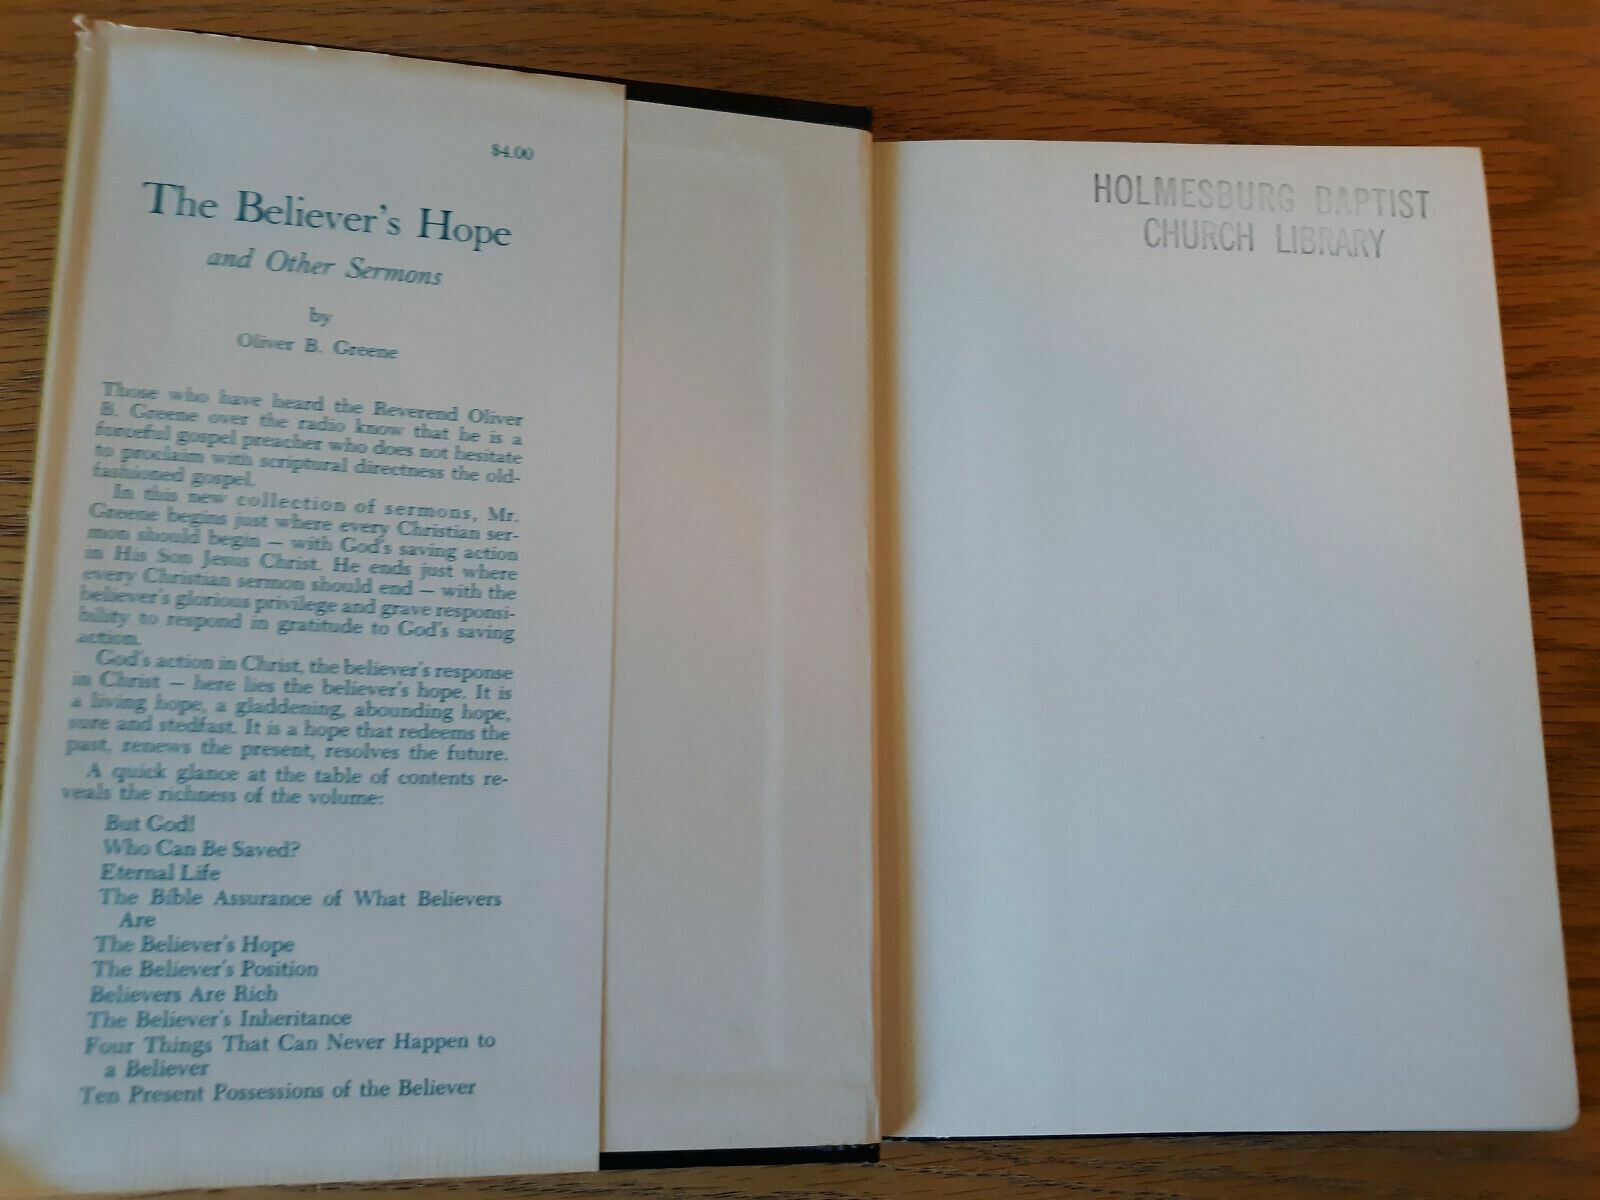 $4.00
The Believer's Hope
and Other Sermons
by
Oliver B. Greene
Those who have heard the Reverend Oliver
B. Greene over the radio know that he is a
forceful gospel preacher who does not hesitate
to proclaim with scriptural directness the old-
fashioned gospel.
In this new collection of sermons, Mr.
Greene begins just where every Christian ser-
mon should begin — with God's saving action
in His Son Jesus Christ. He ends just where
every Christian sermon should end — with the
believer's glorious privilege and grave responsi-
bility to respond in gratitude to God's saving
action.
God's action in Christ, the believer's response
in Christ — here lies the believer's hope. It is
a living hope, a gladdening, abounding hope,
sure and stedfast. It is a hope that redeems the
past, renews the present, resolves the future.
A quick glance at the table of contents re-
veals the richness of the volume:
But God!
Who Can Be Saved?
Eternal Life
The Bible Assurance of What Believers
Are
The Believer's Hope
The Believer's Position
Believers Are Rich
The Believer's Inheritance
Four Things That Can Never Happen to
a Believer
Ten Present Possessions of the Believer
HOLMESBURG BAPTIST
CHURCH LIBRARY